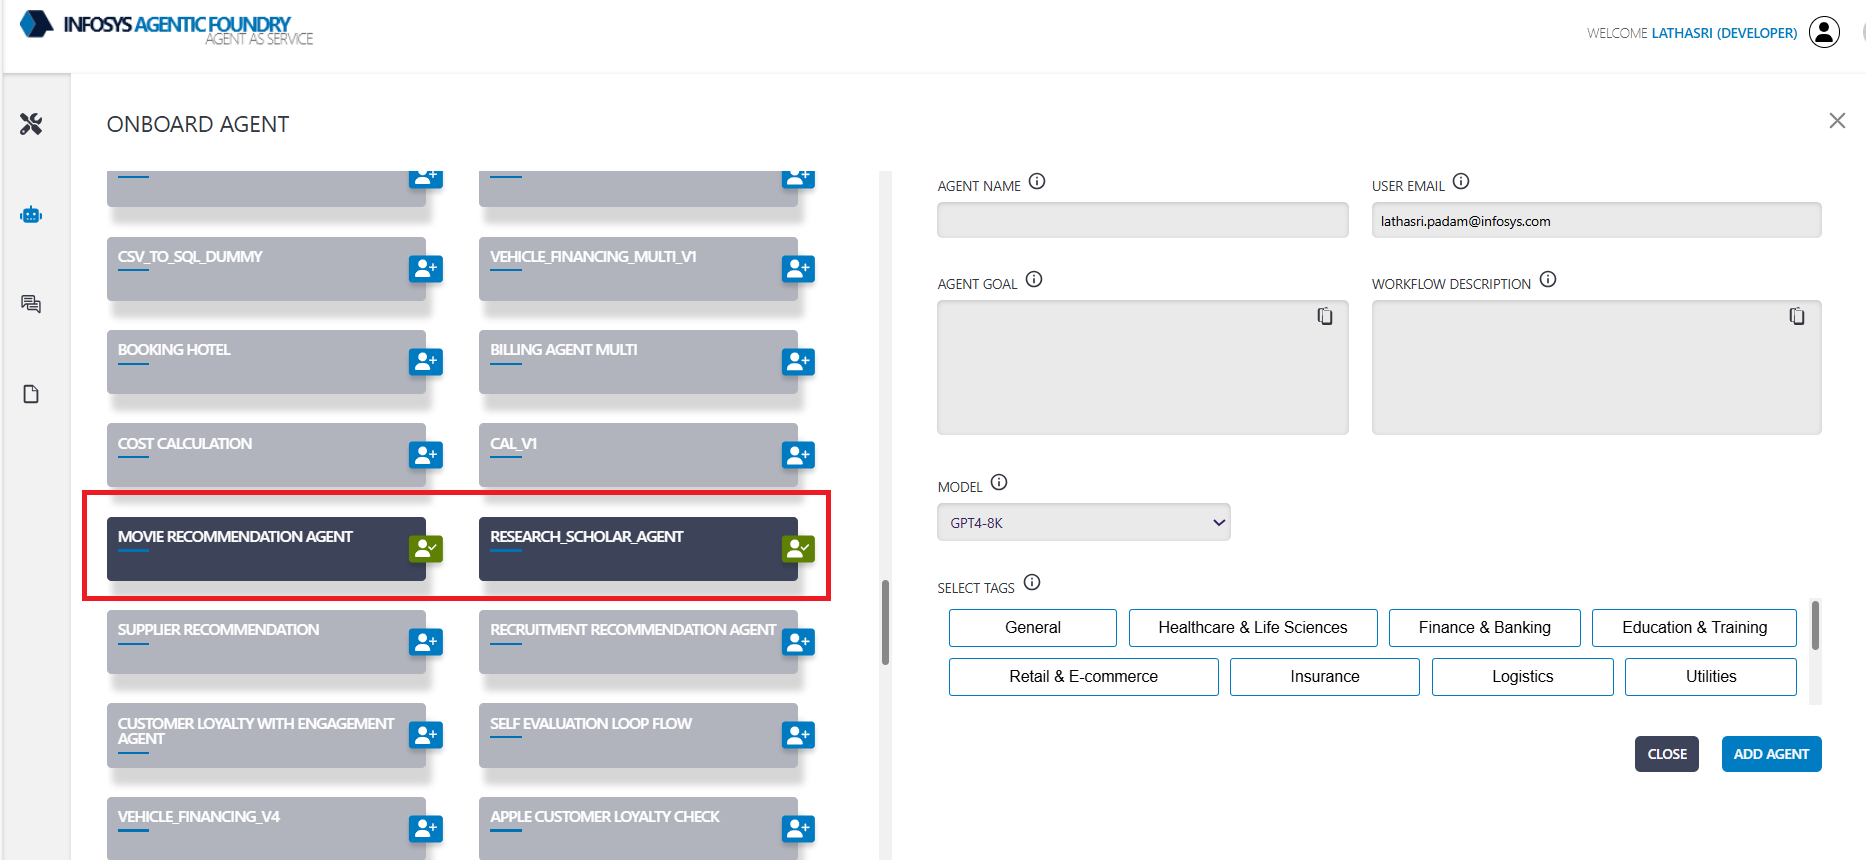 INFOSYS AGENTIC FOUNDRY
AGENT AS SERVICE
WELCOME LATHASRI (DEVELOPER)
ONBOARD AGENT
CSV_TO_SQL_DUMMY
VEHICLE_FINANCING_MULTI_V1
BOOKING HOTEL
BILLING AGENT MULTI
COST CALCULATION
CAL_V1
MOVIE RECOMMENDATION AGENT
RESEARCH_SCHOLAR_AGENT
SUPPLIER RECOMMENDATION
RECRUITMENT RECOMMENDATION AGENT
CUSTOMER LOYALTY WITH ENGAGEMENT
AGENT
SELF EVALUATION LOOP FLOW
VEHICLE_FINANCING_V4
APPLE CUSTOMER LOYALTY CHECK
AGENT NAME
USER EMAIL
lathasri.padam@infosys.com
AGENT GOAL
WORKFLOW DESCRIPTION
MODEL
GPT4-8K
SELECT TAGS
General
Healthcare & Life Sciences
Finance & Banking
Education & Training
Retail & E-commerce
Insurance
Logistics
Utilities
CLOSE
ADD AGENT